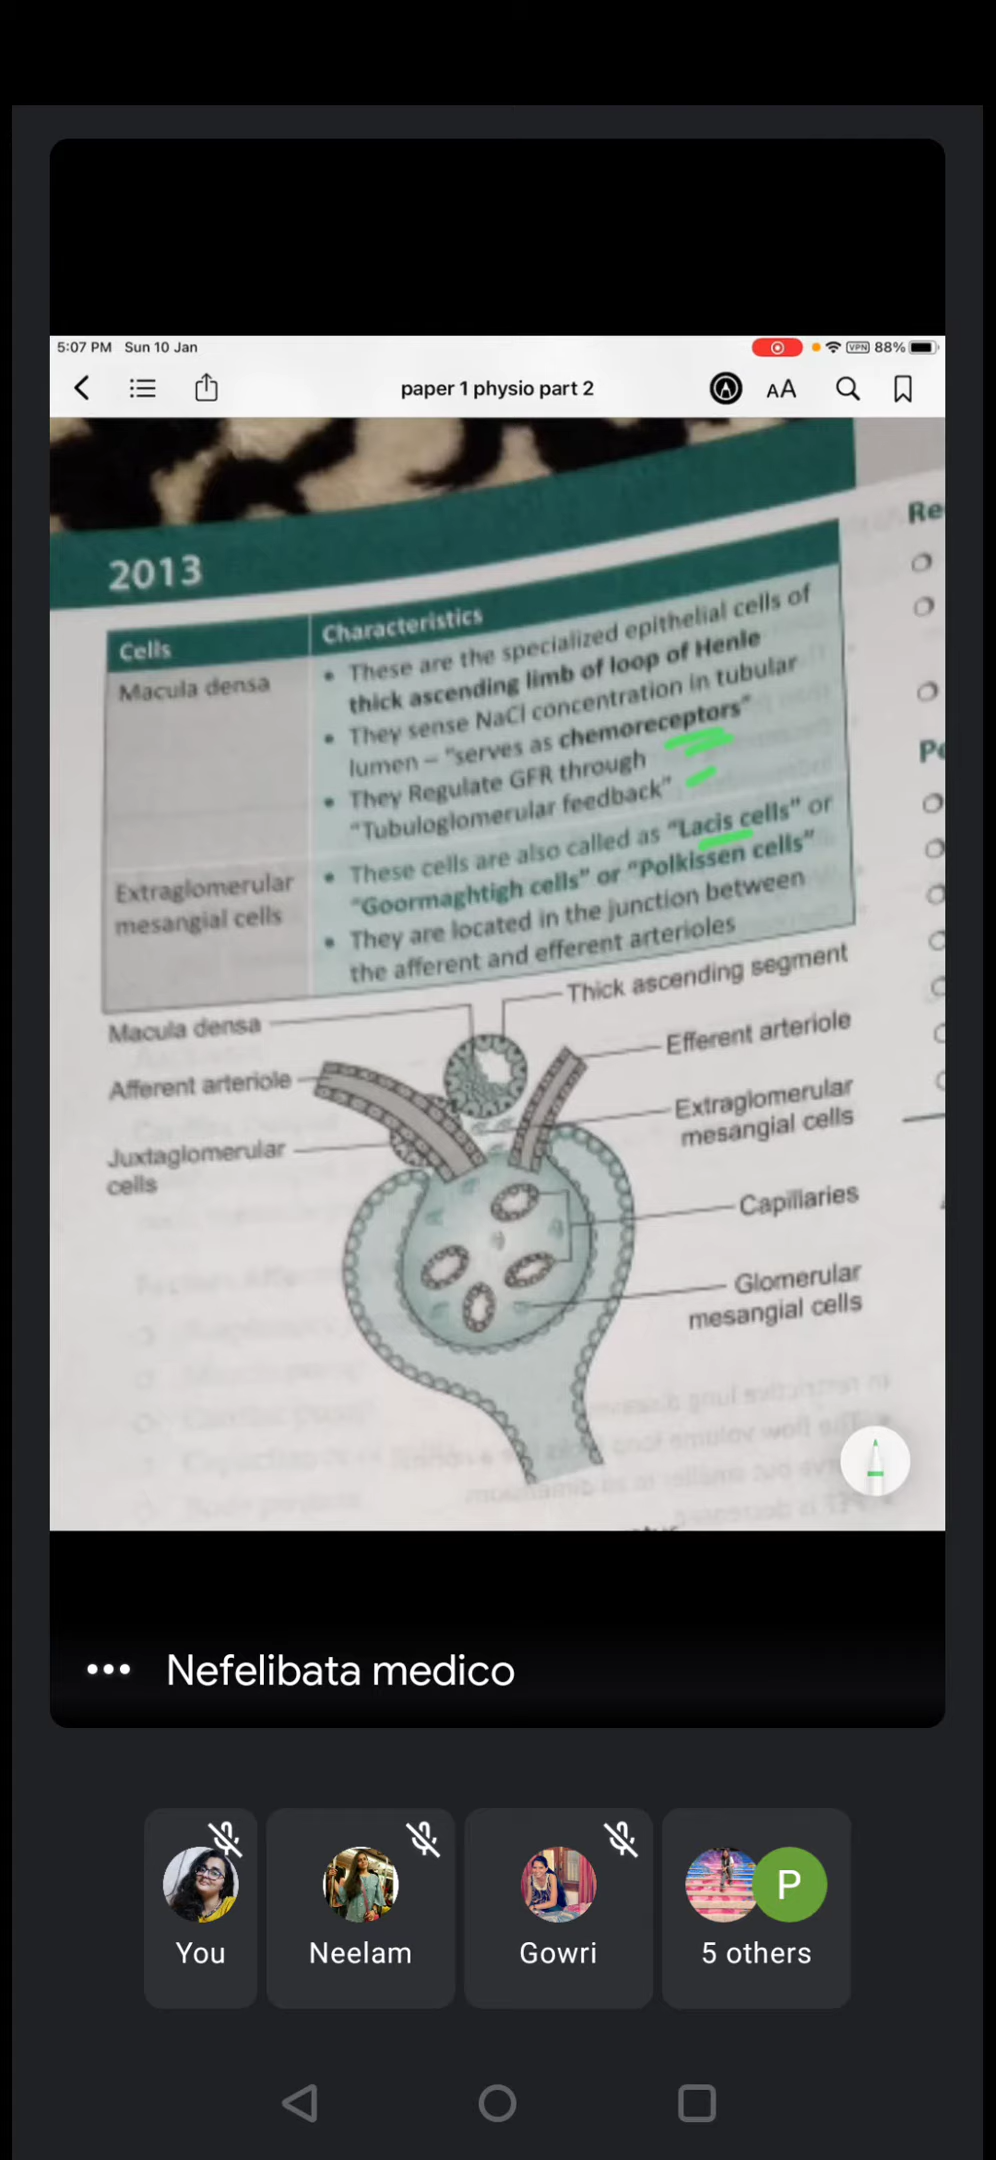 5:07 PM Sun 10 Jan
VPN 88%
paper 1 physio part 2
AA
2013
Re
Cells
Characteristics
Macula densa
• These are the specialized epithelial cells of
thick ascending limb of loop of Henle
• They sense NaCl concentration in tubular
lumen – "serves as chemoreceptors"
• They Regulate GFR through
"Tubuloglomerular feedback"
Extraglomerular
mesangial cells
• These cells are also called as "Lacis cells" or
"Goormaghtigh cells" or "Polkissen cells"
• They are located in the junction between
the afferent and efferent arterioles
Macula densa
Thick ascending segment
Afferent arteriole
Efferent arteriole
Juxtaglomerular
cells
Extraglomerular
mesangial cells
Capillaries
Glomerular
mesangial cells
Nefelibata medico
You
Neelam
Gowri
P
5 others